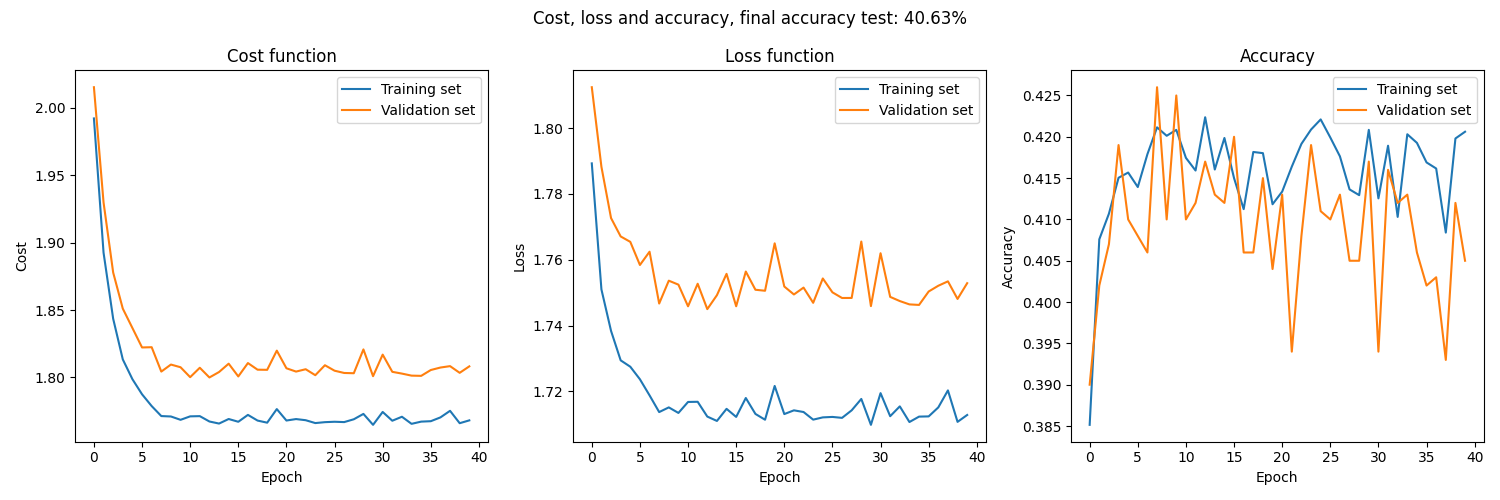 Cost, loss and accuracy, final accuracy test: 40.63%
Cost function
Training set
Validation set
2.00
1.95
1.90
1.85
1.80
Cost
0 5 10 15 20 25 30 35 40
Epoch
Loss function
Training set
Validation set
1.80
1.78
1.76
1.74
1.72
Loss
0 5 10 15 20 25 30 35 40
Epoch
Accuracy
Training set
Validation set
0.425
0.420
0.415
0.410
0.405
0.400
0.395
0.390
0.385
Accuracy
0 5 10 15 20 25 30 35 40
Epoch